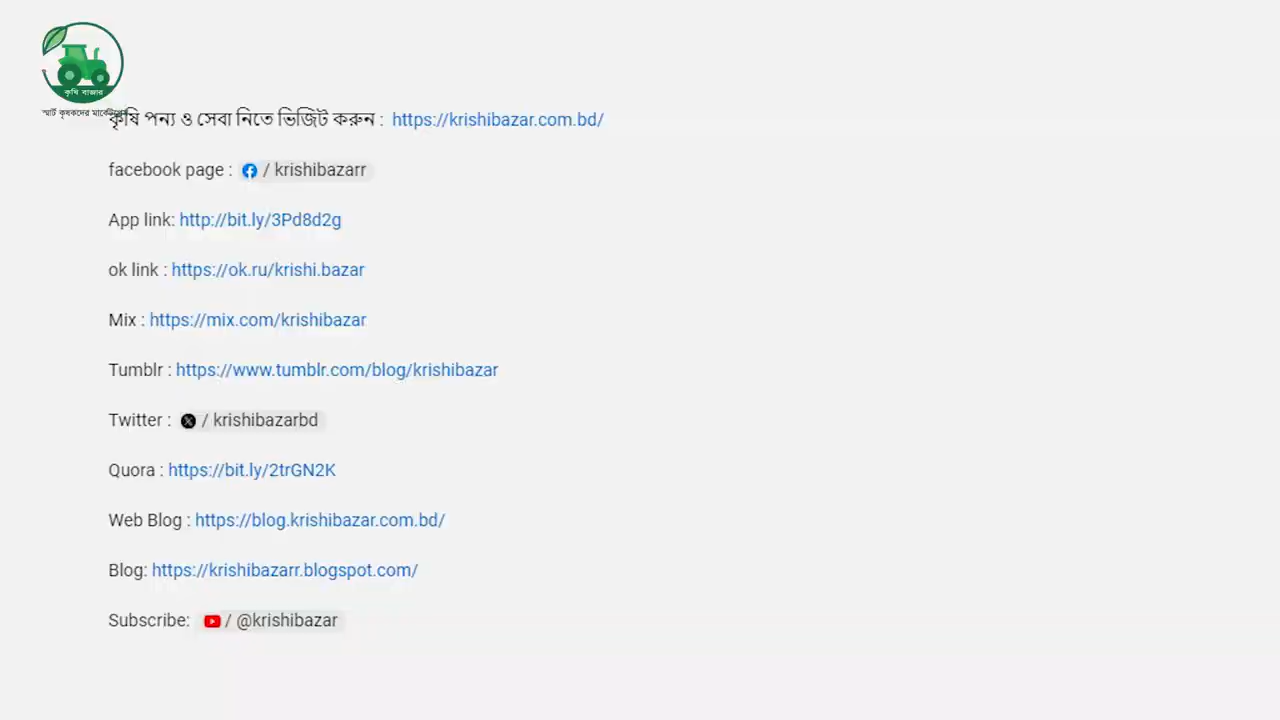 কৃষি বাজার
স্মার্ট কৃষকদের মার্কেটপ্লেস
কৃষি পন্য ও সেবা নিতে ভিজিট করুন : https://krishibazar.com.bd/
facebook page : / krishibazarr
App link: http://bit.ly/3Pd8d2g
ok link : https://ok.ru/krishi.bazar
Mix : https://mix.com/krishibazar
Tumblr : https://www.tumblr.com/blog/krishibazar
Twitter : / krishibazarbd
Quora : https://bit.ly/2trGN2K
Web Blog : https://blog.krishibazar.com.bd/
Blog: https://krishibazarr.blogspot.com/
Subscribe: / @krishibazar